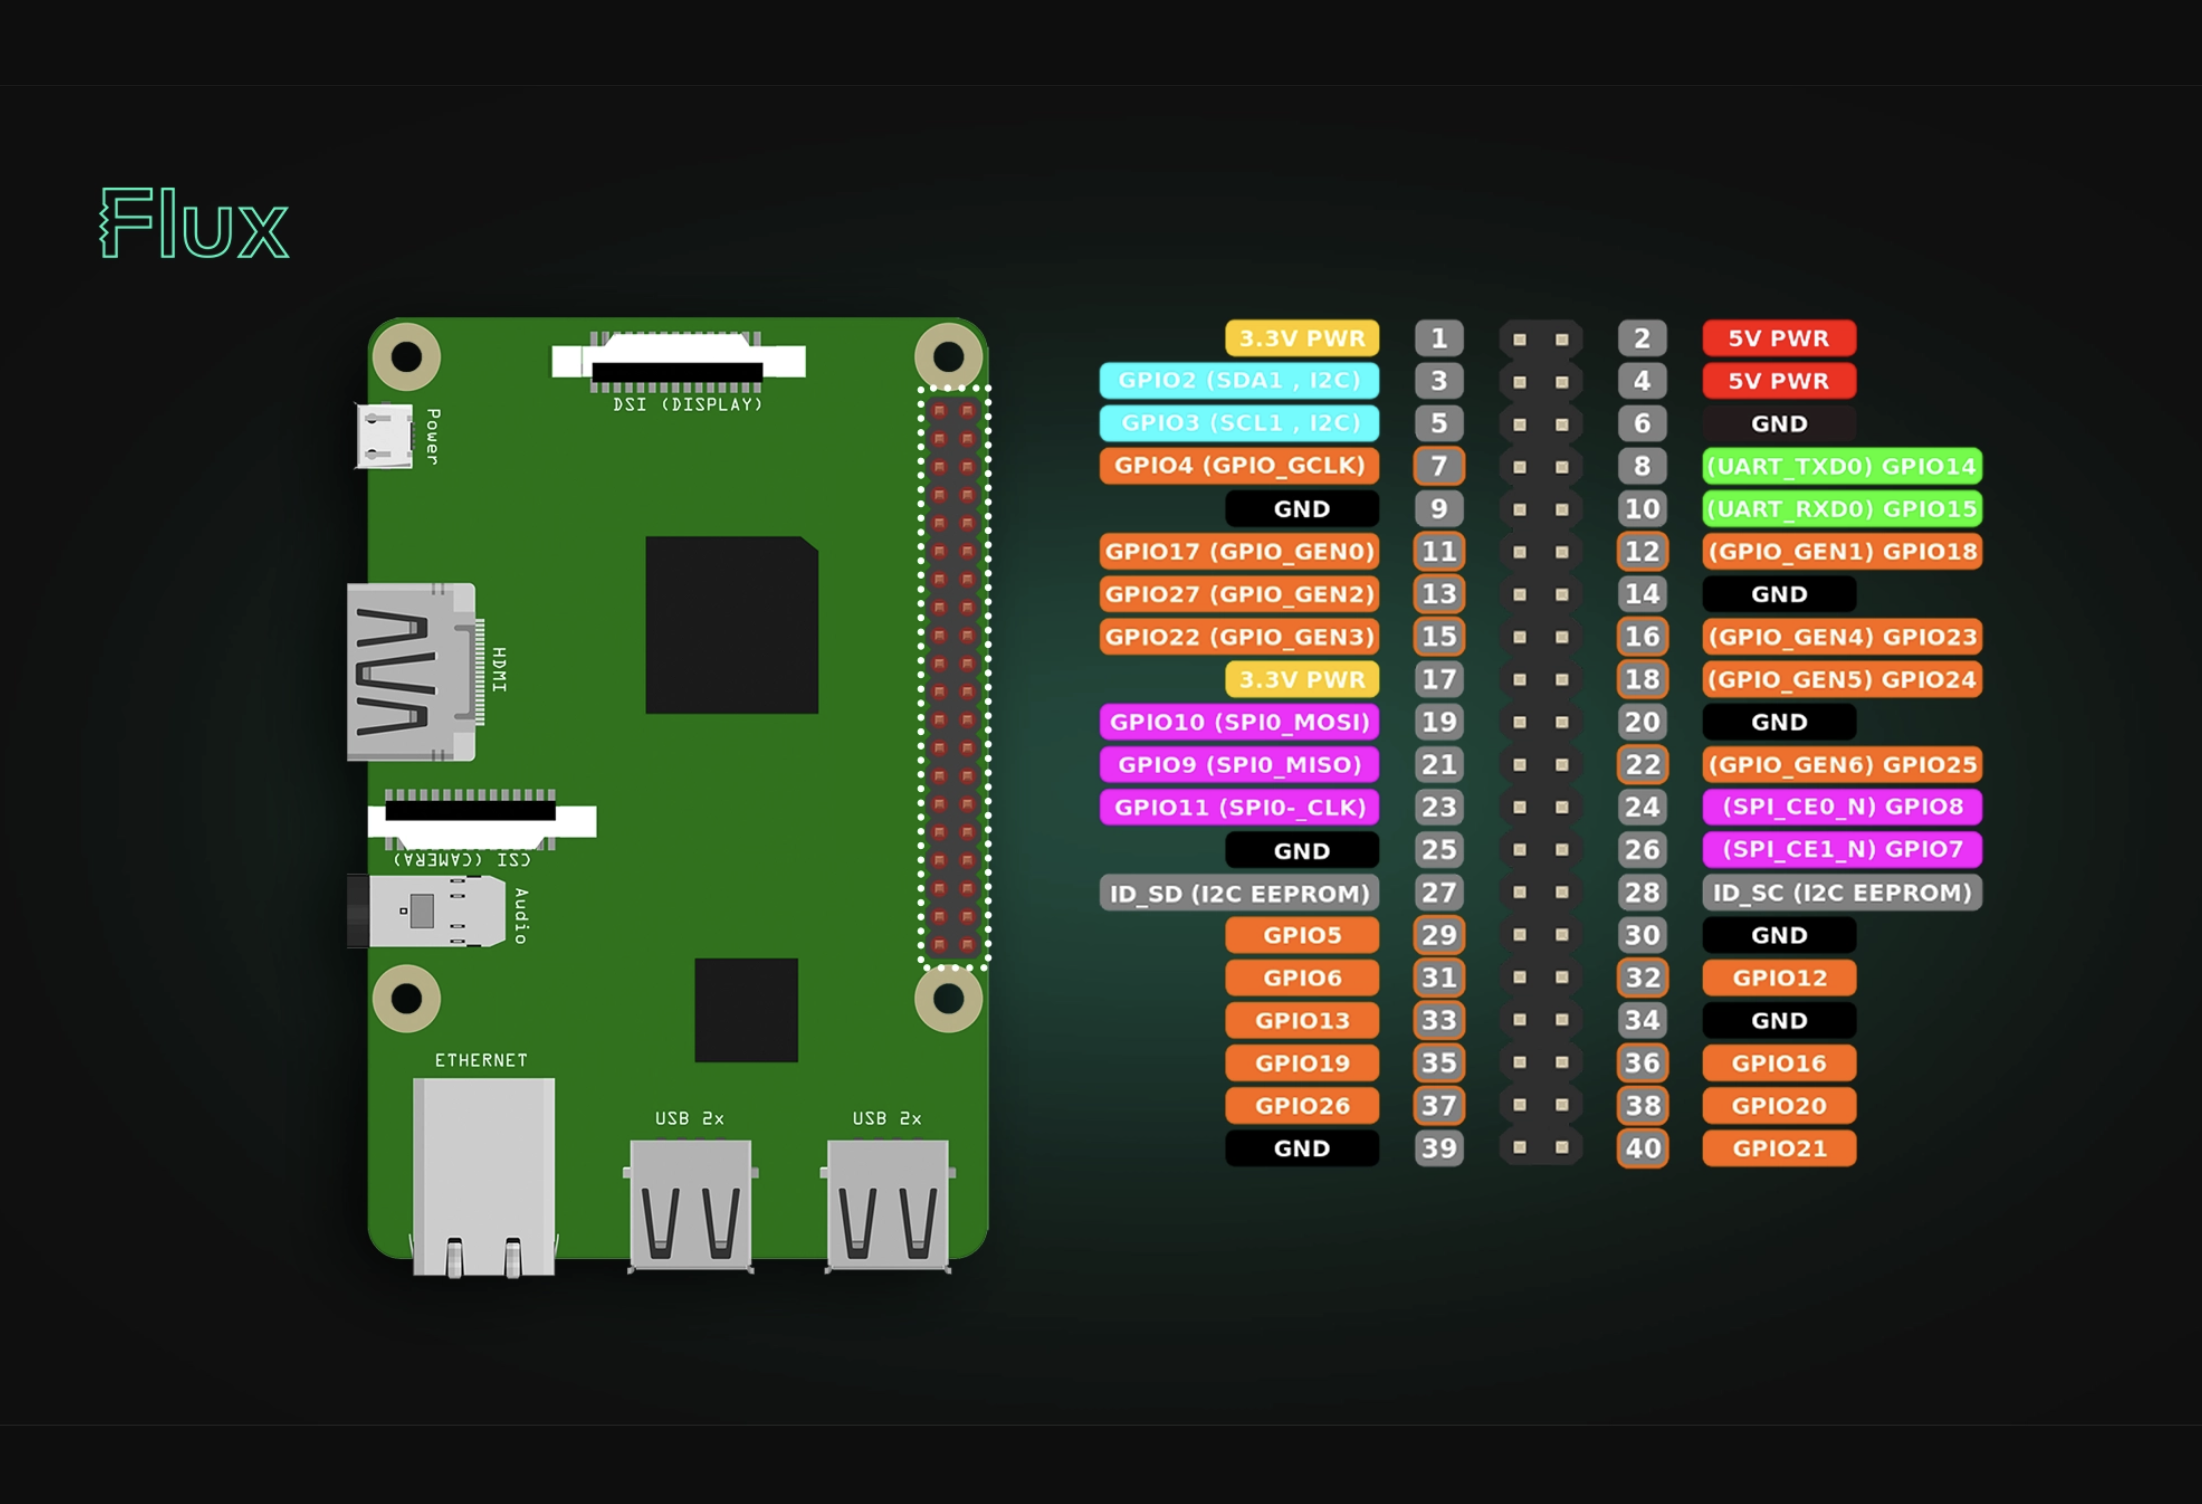 Flux
DSI (DISPLAY)
Power
HDMI
CSI (CAMERA)
Audio
ETHERNET
USB 2x
USB 2x
3.3V PWR 1 2 5V PWR
GPIO2 (SDA1 , I2C) 3 4 5V PWR
GPIO3 (SCL1 , I2C) 5 6 GND
GPIO4 (GPIO_GCLK) 7 8 (UART_TXD0) GPIO14
GND 9 10 (UART_RXD0) GPIO15
GPIO17 (GPIO_GEN0) 11 12 (GPIO_GEN1) GPIO18
GPIO27 (GPIO_GEN2) 13 14 GND
GPIO22 (GPIO_GEN3) 15 16 (GPIO_GEN4) GPIO23
3.3V PWR 17 18 (GPIO_GEN5) GPIO24
GPIO10 (SPI0_MOSI) 19 20 GND
GPIO9 (SPI0_MISO) 21 22 (GPIO_GEN6) GPIO25
GPIO11 (SPI0-_CLK) 23 24 (SPI_CE0_N) GPIO8
GND 25 26 (SPI_CE1_N) GPIO7
ID_SD (I2C EEPROM) 27 28 ID_SC (I2C EEPROM)
GPIO5 29 30 GND
GPIO6 31 32 GPIO12
GPIO13 33 34 GND
GPIO19 35 36 GPIO16
GPIO26 37 38 GPIO20
GND 39 40 GPIO21